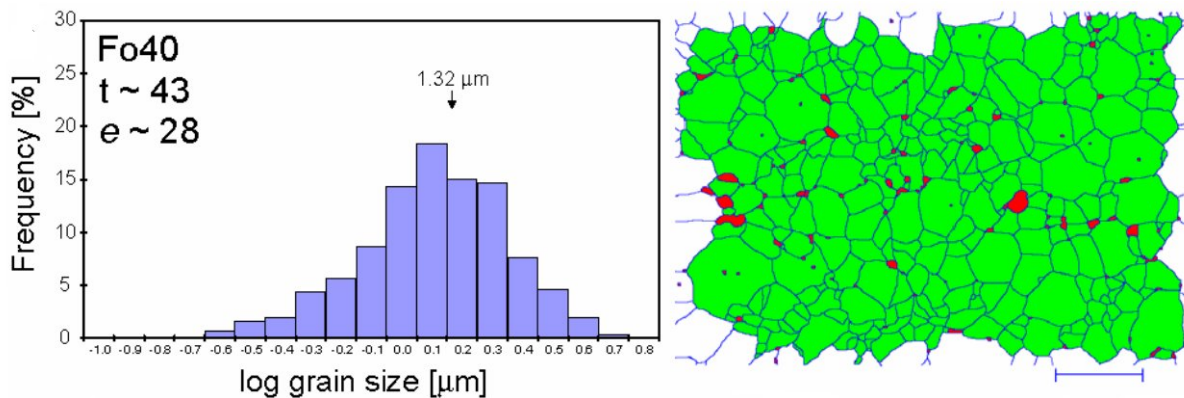 30
25
20
15
10
5
0
Frequency [%]
Fo40
t ~ 43
e ~ 28
1.32 µm
-1.0 -0.9 -0.8 -0.7 -0.6 -0.5 -0.4 -0.3 -0.2 -0.1 0.0 0.1 0.2 0.3 0.4 0.5 0.6 0.7 0.8
log grain size [µm]